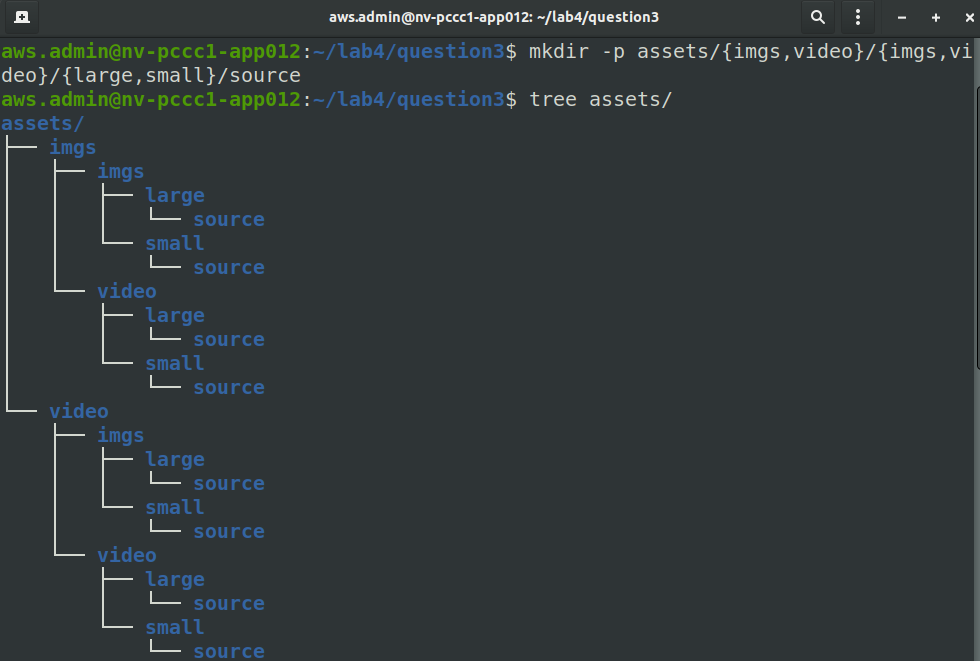 aws.admin@nv-pccc1-app012: ~/lab4/question3
aws.admin@nv-pccc1-app012:~/lab4/question3$ mkdir -p assets/{imgs,video}/{imgs,vi
deo}/{large,small}/source
aws.admin@nv-pccc1-app012:~/lab4/question3$ tree assets/
assets/
├── imgs
│   ├── imgs
│   │   ├── large
│   │   │   └── source
│   │   └── small
│   │       └── source
│   └── video
│       ├── large
│       │   └── source
│       └── small
│           └── source
└── video
    ├── imgs
    │   ├── large
    │   │   └── source
    │   └── small
    │       └── source
    └── video
        ├── large
        │   └── source
        └── small
            └── source